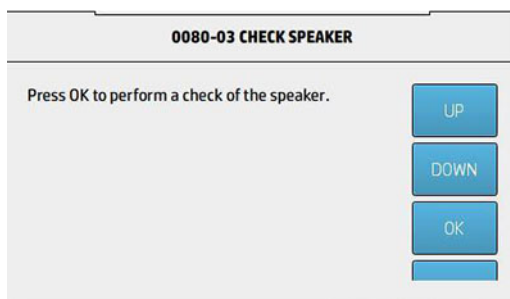 0080-03 CHECK SPEAKER
Press OK to perform a check of the speaker.
UP
DOWN
OK